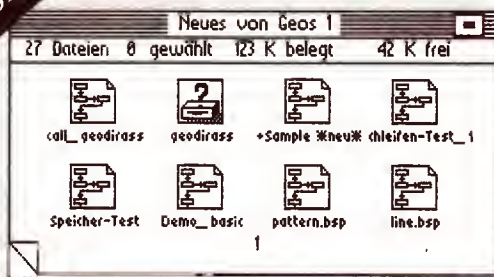 Neues von Geos 1
27 Dateien 0 gewählt 123 K belegt 42 K frei
?
call_geodirass geodirass +Sample *neu* chleifen-Test_1
Speicher-Test Demo_basic pattern.bsp line.bsp
1